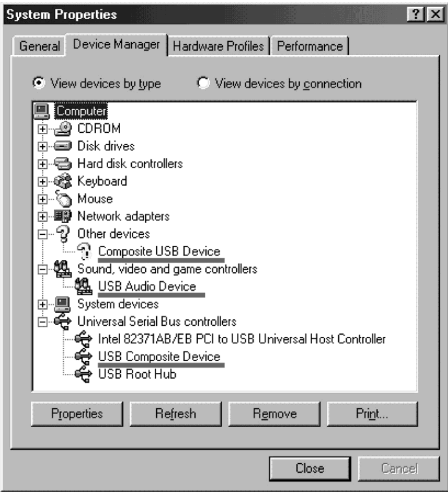 System Properties
General Device Manager Hardware Profiles Performance
View devices by type View devices by connection
Computer
CDROM
Disk drives
Hard disk controllers
Keyboard
Mouse
Network adapters
Other devices
Composite USB Device
Sound, video and game controllers
USB Audio Device
System devices
Universal Serial Bus controllers
Intel 82371AB/EB PCI to USB Universal Host Controller
USB Composite Device
USB Root Hub
Properties Refresh Remove Print...
Close Cancel